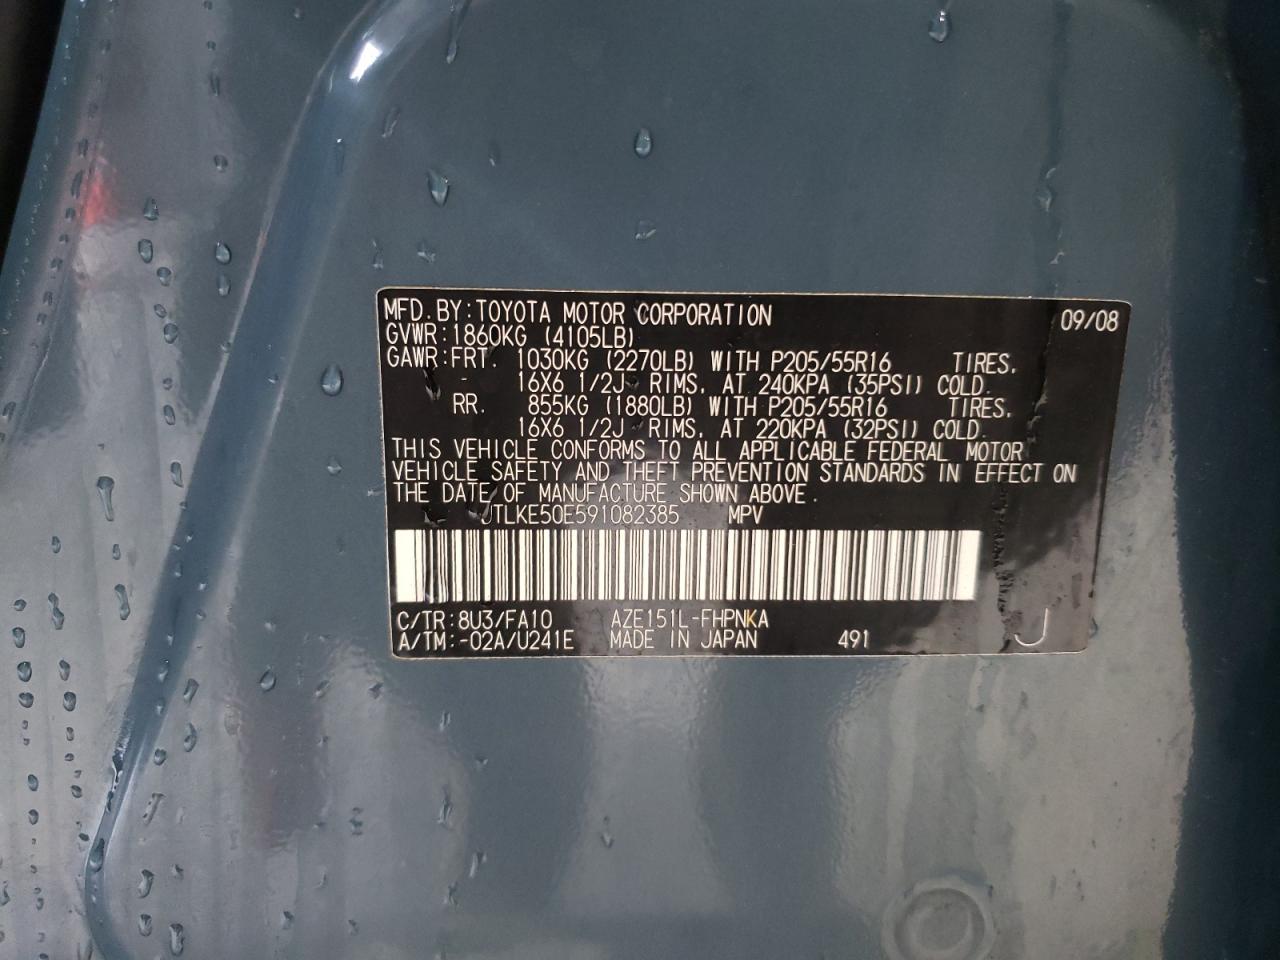 MFD. BY: TOYOTA MOTOR CORPORATION 09/08
GVWR: 1860KG (4105LB)
GAWR: FRT. 1030KG (2270LB) WITH P205/55R16 TIRES,
16X6 1/2J RIMS, AT 240KPA (35PSI) COLD.
RR. 855KG (1880LB) WITH P205/55R16 TIRES,
16X6 1/2J RIMS, AT 220KPA (32PSI) COLD.
THIS VEHICLE CONFORMS TO ALL APPLICABLE FEDERAL MOTOR
VEHICLE SAFETY AND THEFT PREVENTION STANDARDS IN EFFECT ON
THE DATE OF MANUFACTURE SHOWN ABOVE.
JTLKE50E591082385 MPV
C/TR: 8U3/FA10 AZE151L-FHPNKA
A/TM: -02A/U241E MADE IN JAPAN 491 J